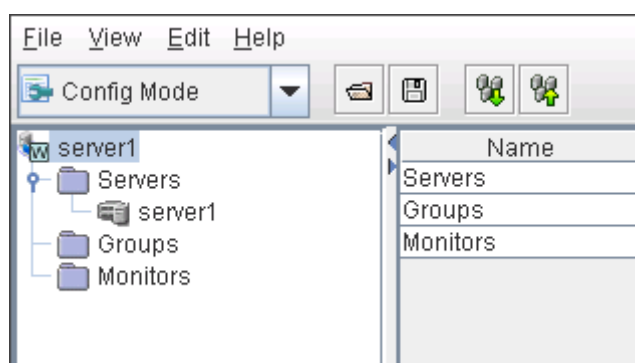 File View Edit Help
Config Mode
server1
Servers
server1
Groups
Monitors
Name
Servers
Groups
Monitors